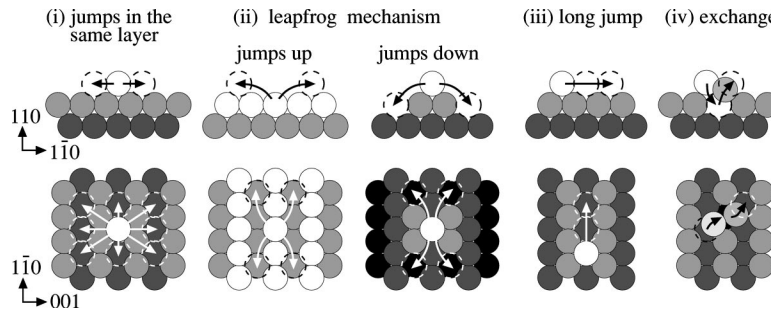 (i) jumps in the
same layer
(ii) leapfrog mechanism
jumps up
jumps down
(iii) long jump
(iv) exchange
110
11̄0
11̄0
001